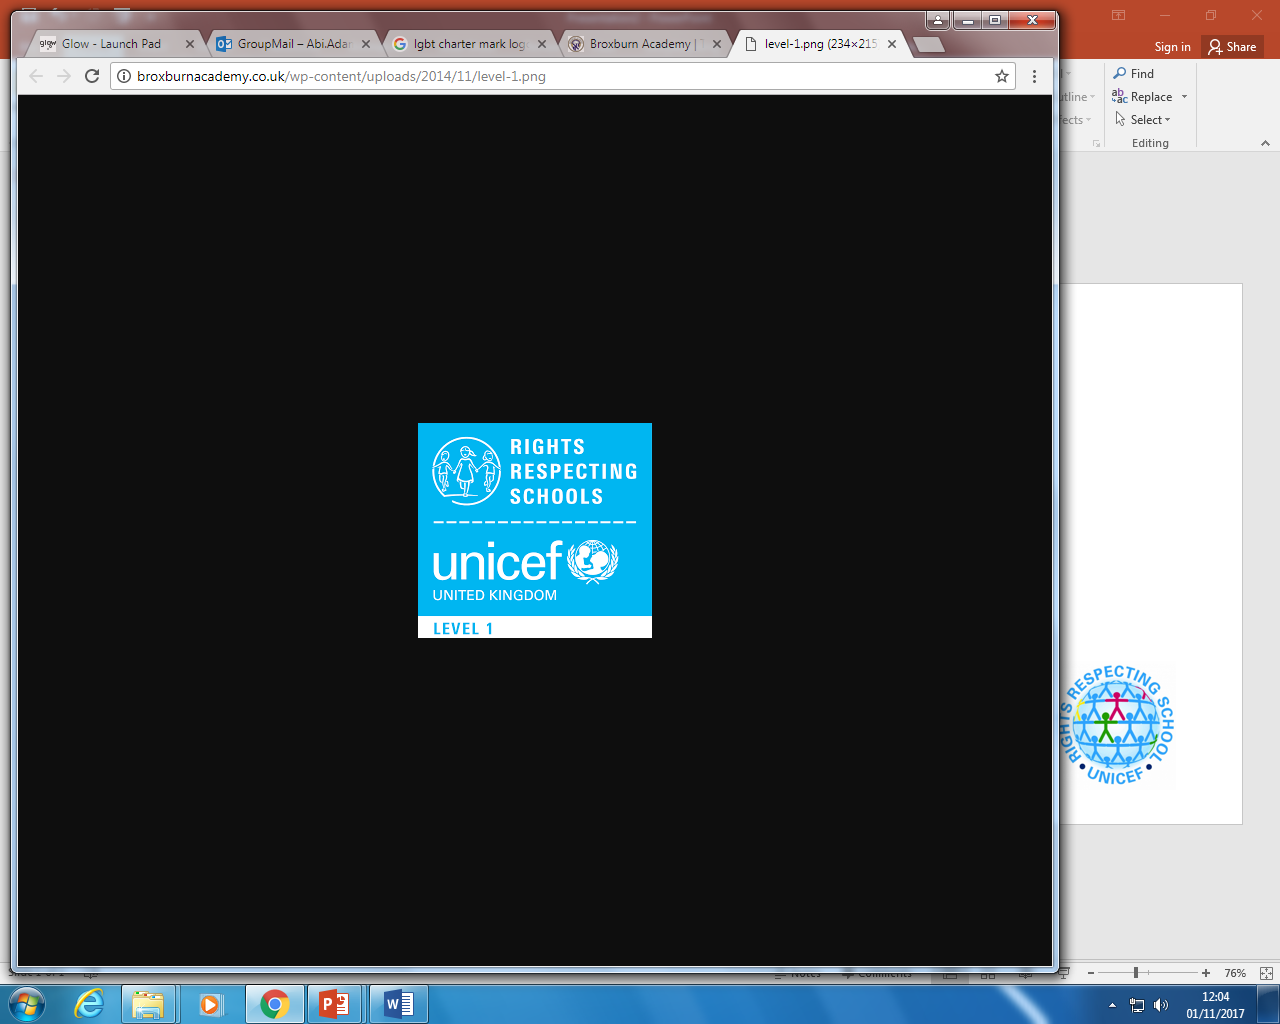 Glow - Launch Pad
GroupMail – Abi.Adar
lgbt charter mark log
Broxburn Academy | T
level-1.png (234×215
broxburnacademy.co.uk/wp-content/uploads/2014/11/level-1.png
Sign in
Share
Find
Replace
Select
Editing
RIGHTS
RESPECTING
SCHOOLS
unicef
UNITED KINGDOM
LEVEL 1
RIGHTS RESPECTING SCHOOL
UNICEF
Notes
Comments
76%
12:04
01/11/2017